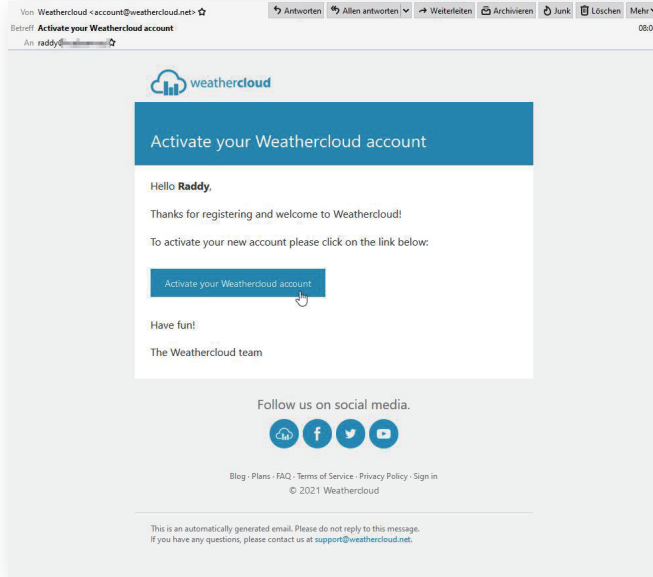 Von Weathercloud <account@weathercloud.net>
Antworten Allen antworten Weiterleiten Archivieren Junk Löschen Mehr
Betreff Activate your Weathercloud account 08:0
An raddy@
weathercloud
Activate your Weathercloud account
Hello Raddy,
Thanks for registering and welcome to Weathercloud!
To activate your new account please click on the link below:
Activate your Weathercloud account
Have fun!
The Weathercloud team
Follow us on social media.
Blog · Plans · FAQ · Terms of Service · Privacy Policy · Sign in
© 2021 Weathercloud
This is an automatically generated email. Please do not reply to this message.
If you have any questions, please contact us at support@weathercloud.net.